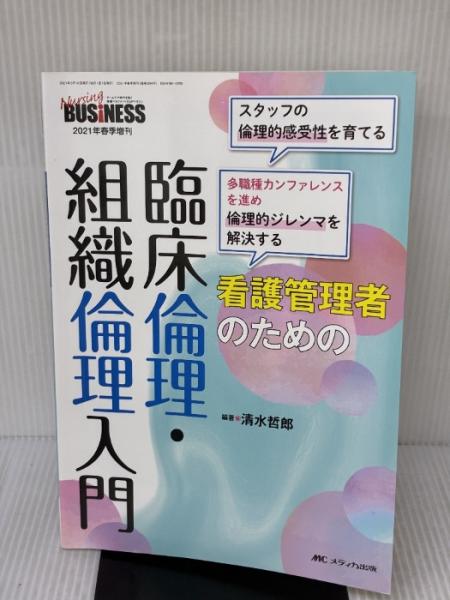 Nursing
BUSiNESS
2021年春季増刊
スタッフの
倫理的感受性を育てる
多職種カンファレンス
を進め
倫理的ジレンマを
解決する
看護管理者
のための
臨床倫理・
組織倫理入門
編著 清水哲郎
MC メディカ出版